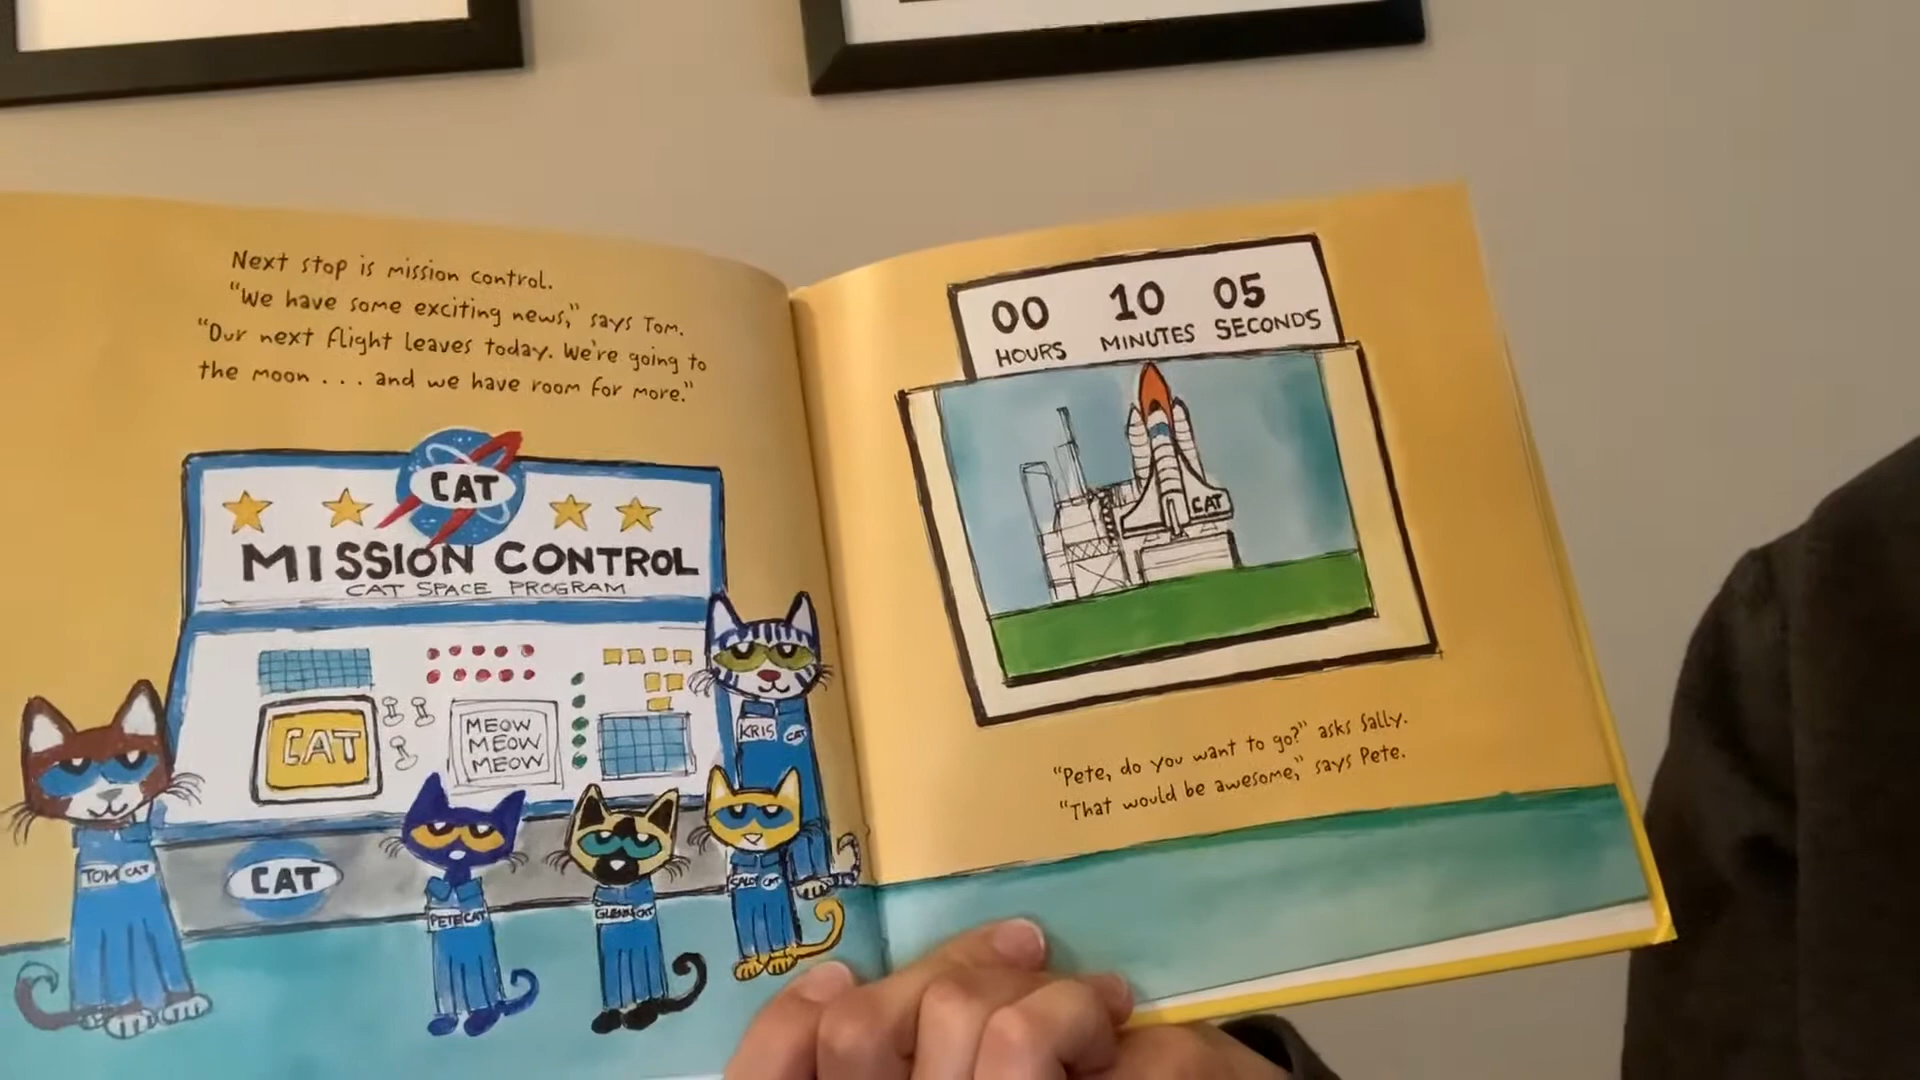 Next stop is mission control.
"We have some exciting news," says Tom.
"Our next flight leaves today. We're going to
the moon . . . and we have room for more."
CAT
MISSION CONTROL
CAT SPACE PROGRAM
CAT
MEOW
MEOW
MEOW
KRIS CAT
TOM CAT
CAT
PETE CAT
GLENN CAT
SALLY CAT
00 10 05
HOURS MINUTES SECONDS
CAT
"Pete, do you want to go?" asks Sally.
"That would be awesome," says Pete.